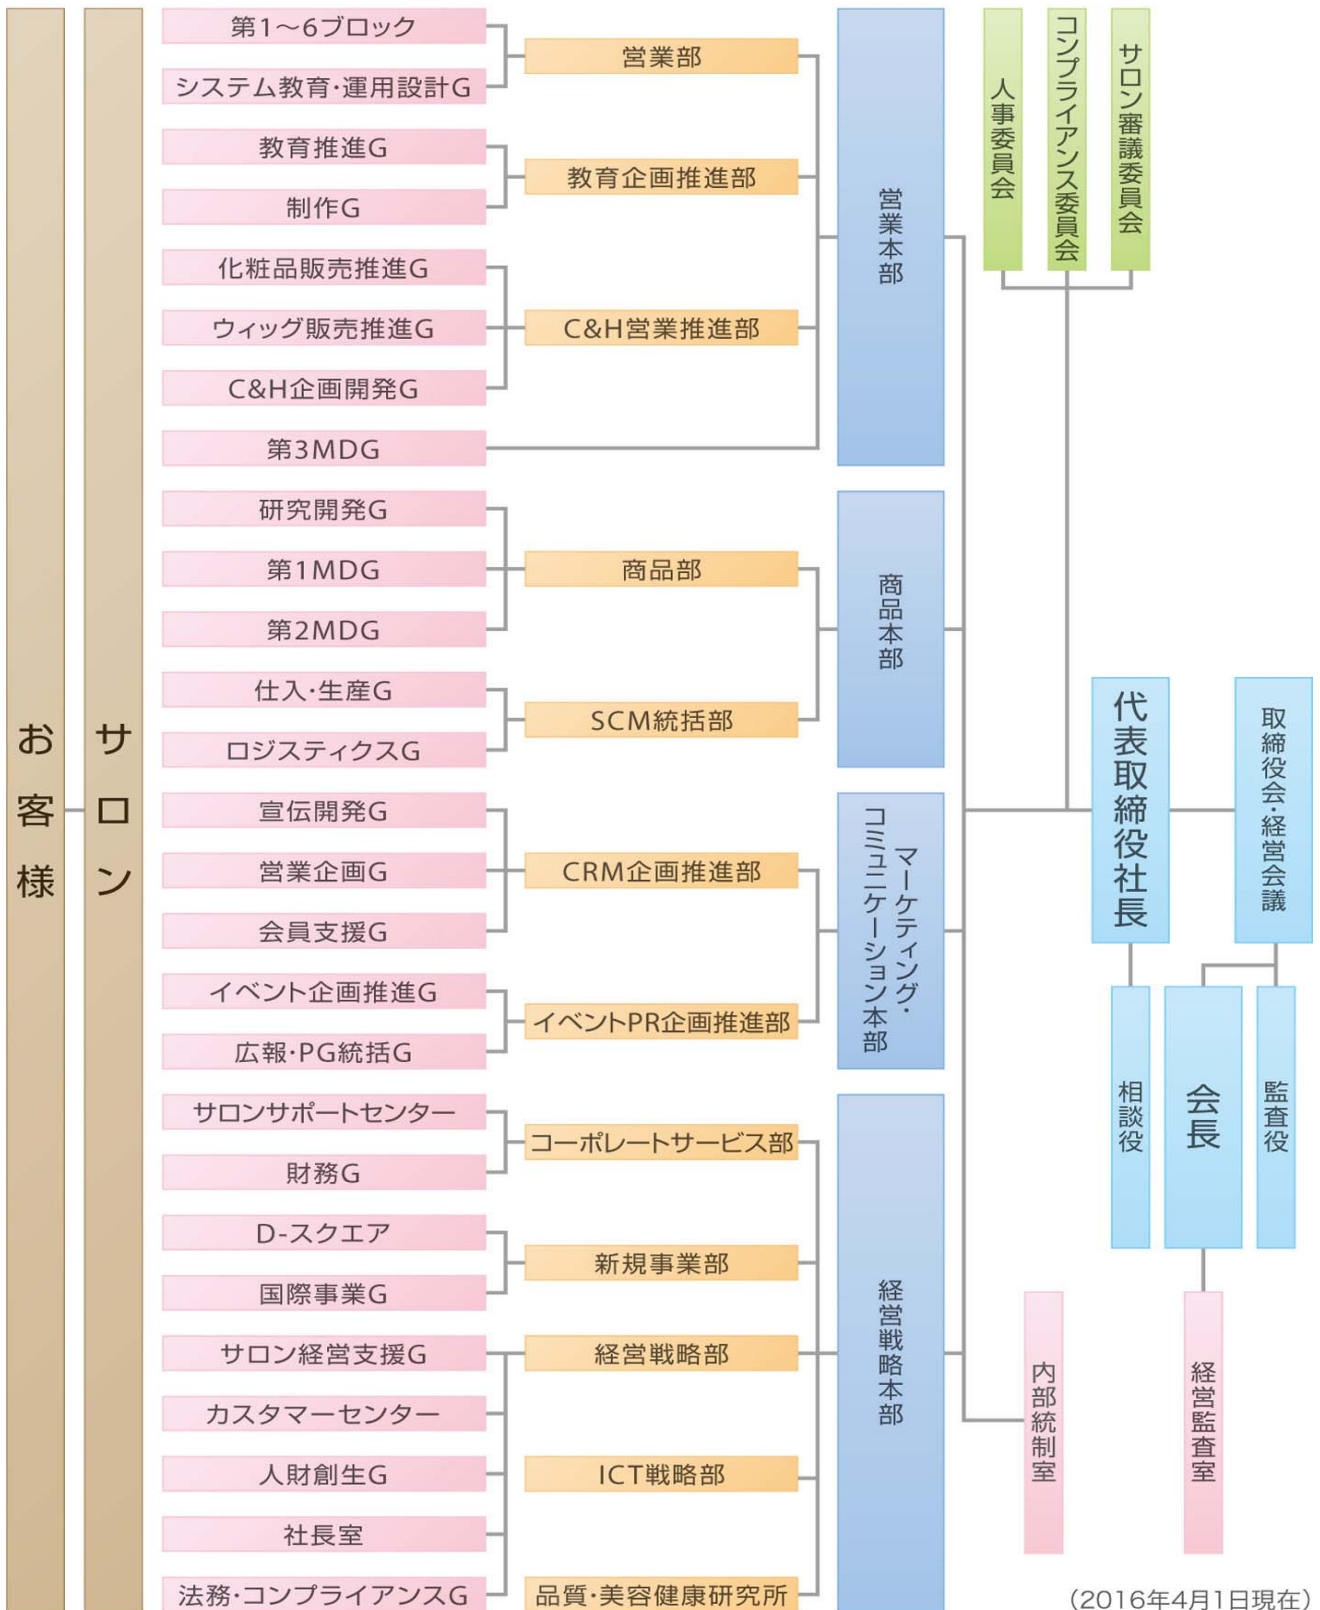 お客様
サロン
第1～6ブロック
システム教育・運用設計G
教育推進G
制作G
化粧品販売推進G
ウィッグ販売推進G
C&H企画開発G
第3MDG
研究開発G
第1MDG
第2MDG
仕入・生産G
ロジスティクスG
宣伝開発G
営業企画G
会員支援G
イベント企画推進G
広報・PG統括G
サロンサポートセンター
財務G
D-スクエア
国際事業G
サロン経営支援G
カスタマーセンター
人財創生G
社長室
法務・コンプライアンスG
営業部
教育企画推進部
C&H営業推進部
商品部
SCM統括部
CRM企画推進部
イベントPR企画推進部
コーポレートサービス部
新規事業部
経営戦略部
ICT戦略部
品質・美容健康研究所
営業本部
商品本部
マーケティング・
コミュニケーション本部
経営戦略本部
人事委員会
コンプライアンス委員会
サロン審議委員会
代表取締役社長
取締役会・経営会議
相談役
会長
監査役
内部統制室
経営監査室
（2016年4月1日現在）